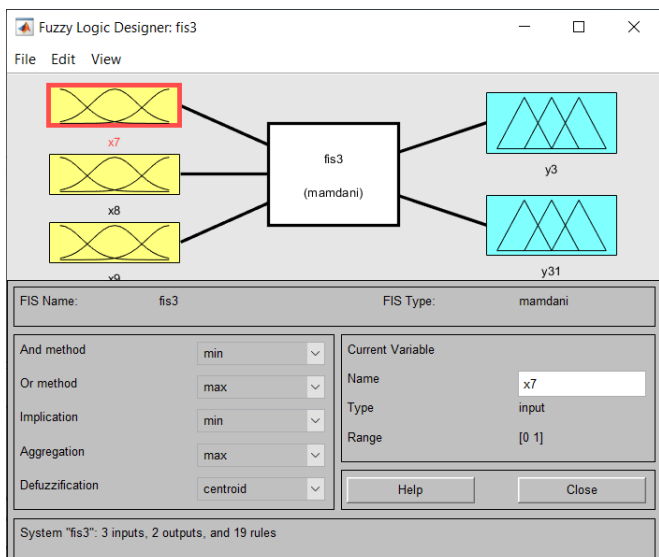 Fuzzy Logic Designer: fis3
File Edit View
x7
x8
x9
fis3
(mamdani)
y3
y31
FIS Name: fis3 FIS Type: mamdani
And method min
Or method max
Implication min
Aggregation max
Defuzzification centroid
Current Variable
Name x7
Type input
Range [0 1]
Help Close
System "fis3": 3 inputs, 2 outputs, and 19 rules